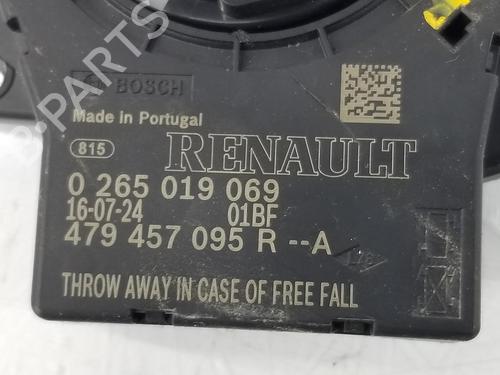 BOSCH
Made in Portugal
815
RENAULT
0 265 019 069
16-07-24 01BF
479 457 095 R --A
THROW AWAY IN CASE OF FREE FALL
B-PARTS